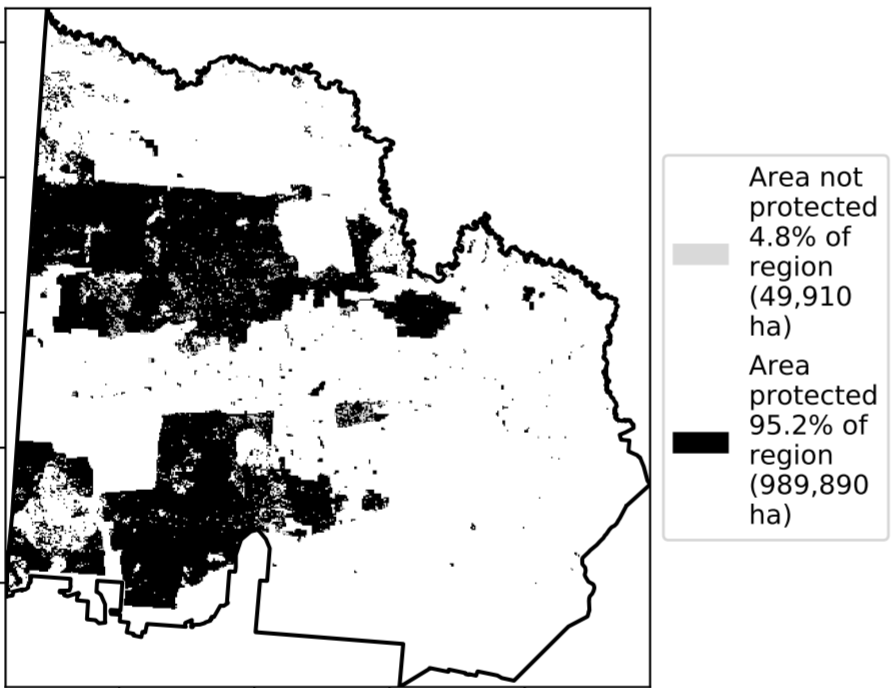 Area not
protected
4.8% of
region
(49,910
ha)
Area
protected
95.2% of
region
(989,890
ha)